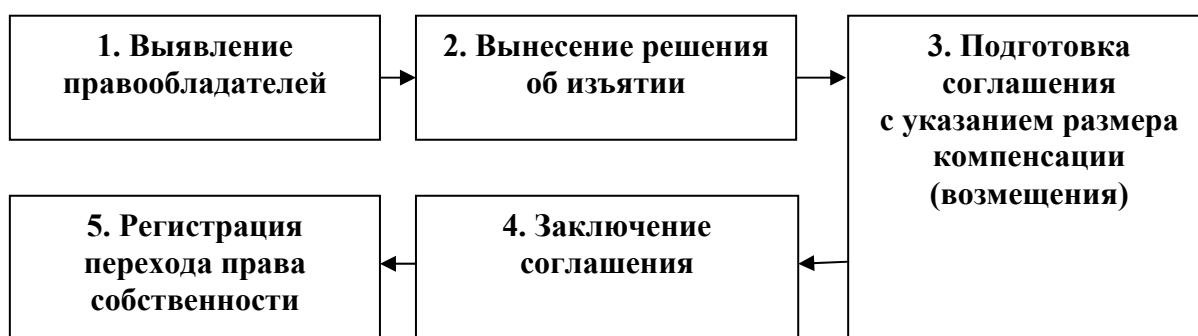 1. Выявление
правообладателей
2. Вынесение решения
об изъятии
3. Подготовка
соглашения
с указанием размера
компенсации
(возмещения)
4. Заключение
соглашения
5. Регистрация
перехода права
собственности